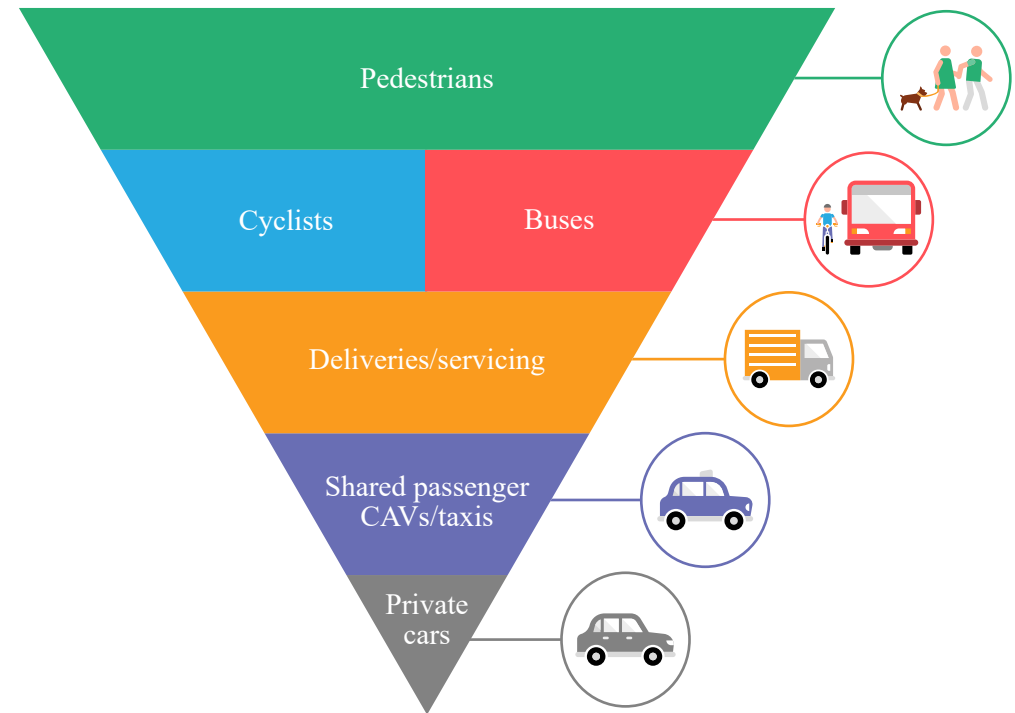 Pedestrians
Cyclists
Buses
Deliveries/servicing
Shared passenger
CAVs/taxis
Private
cars